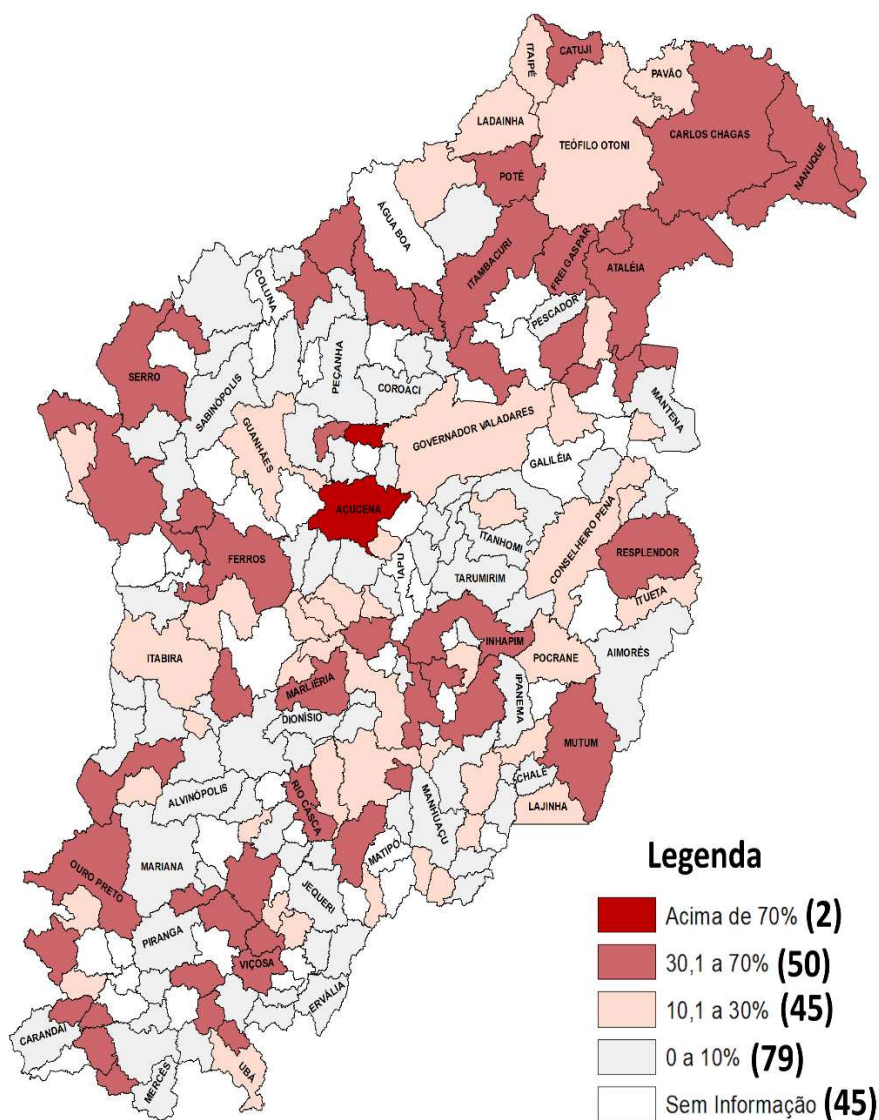 CATUJI
ITAIPÉ
PAVÃO
LADAINHA
TEÓFILO OTONI
CARLOS CHAGAS
NANUQUE
POTÉ
ÁGUA BOA
ITAMBACURI
FREI GASPAR
ATALÉIA
COLUNA
PESCADOR
SERRO
SABINÓPOLIS
PEÇANHA
COROACI
MANTENA
GUANHÃES
GOVERNADOR VALADARES
GALILÉIA
AÇUCENA
CONSELHEIRO PENA
ITANHOMI
RESPLENDOR
FERROS
IAPU
TARUMIRIM
ITUETA
INHAPIM
AIMORÉS
ITABIRA
POCRANE
MARLIÉRIA
IPANEMA
DIONÍSIO
MUTUM
CHALÉ
RIO CASCA
ALVINÓPOLIS
MANHUAÇU
LAJINHA
MATIPÓ
OURO PRETO
MARIANA
JEQUERI
PIRANGA
VIÇOSA
ERVÁLIA
CARANDAÍ
MERCÊS
UBÁ
Legenda
Acima de 70% (2)
30,1 a 70% (50)
10,1 a 30% (45)
0 a 10% (79)
Sem Informação (45)